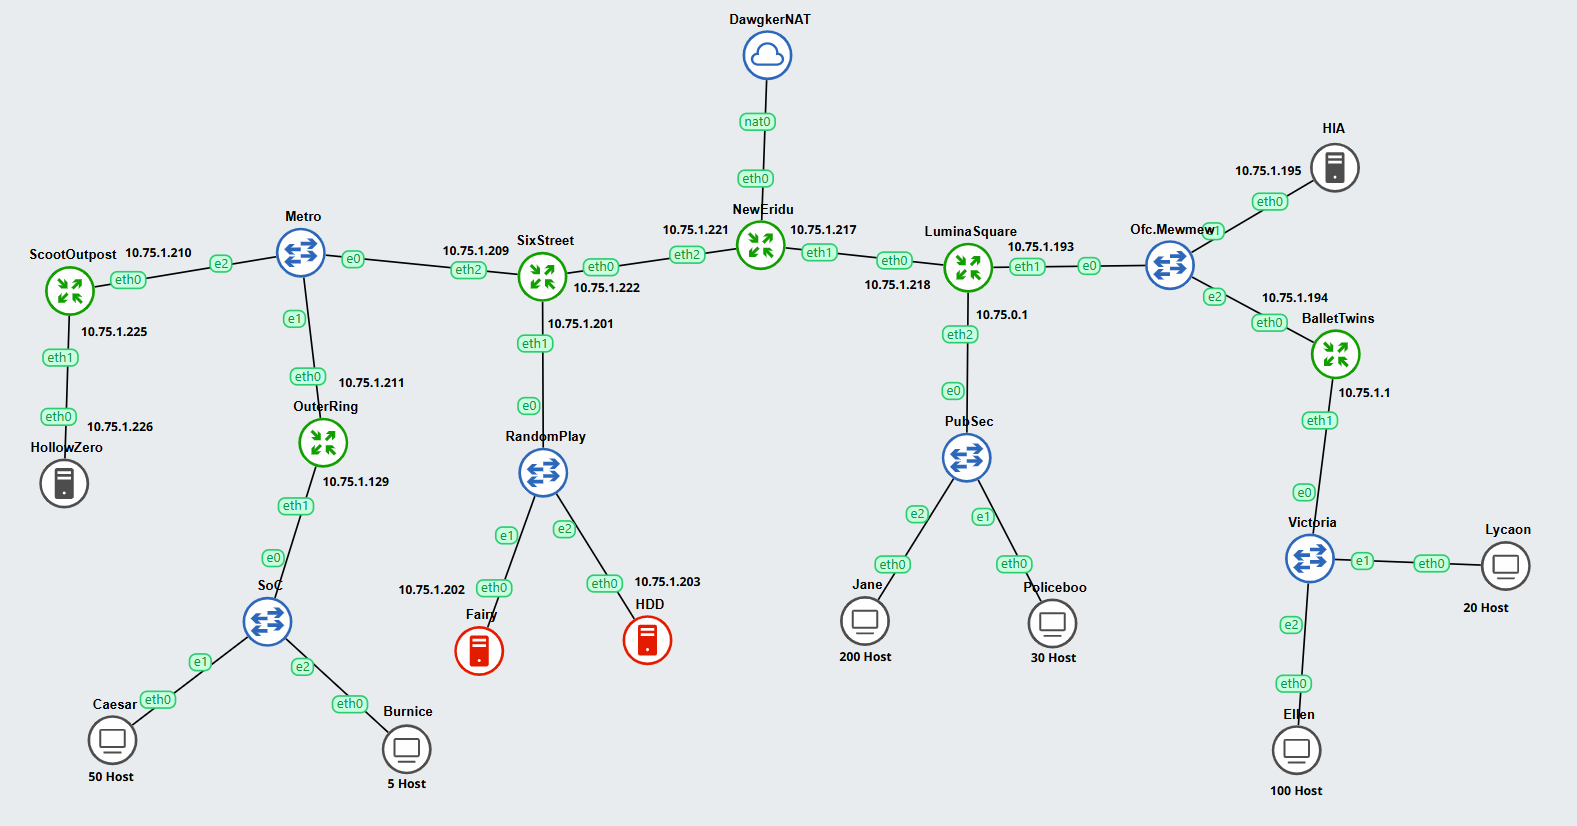 DawgkerNAT
nat0
eth0
NewEridu
10.75.1.221
10.75.1.217
eth2
eth1
HIA
10.75.1.195
eth0
Ofc.Mewmew
e0
e2
10.75.1.194
eth0
BalletTwins
10.75.1.1
eth1
LuminaSquare
10.75.1.193
eth0
eth1
10.75.1.218
10.75.0.1
eth2
SixStreet
10.75.1.209
eth2
eth0
10.75.1.222
10.75.1.201
eth1
Metro
e0
e2
e1
ScootOutpost
10.75.1.210
eth0
10.75.1.225
eth1
eth0
10.75.1.226
HollowZero
eth0
10.75.1.211
OuterRing
10.75.1.129
eth1
e0
SoC
e1
e2
eth0
Caesar
50 Host
eth0
Burnice
5 Host
e0
RandomPlay
e1
e2
10.75.1.202
eth0
Fairy
eth0
10.75.1.203
HDD
e0
PubSec
e2
e1
eth0
Jane
200 Host
eth0
Policeboo
30 Host
e0
Victoria
e1
eth0
Lycaon
20 Host
e2
eth0
Ellen
100 Host